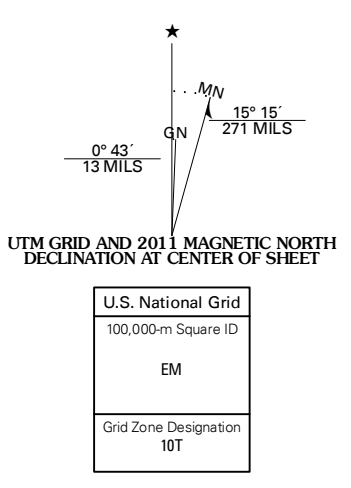 ★
MN
GN
15° 15´
271 MILS
0° 43´
13 MILS
UTM GRID AND 2011 MAGNETIC NORTH
DECLINATION AT CENTER OF SHEET
U.S. National Grid
100,000-m Square ID
EM
Grid Zone Designation
10T